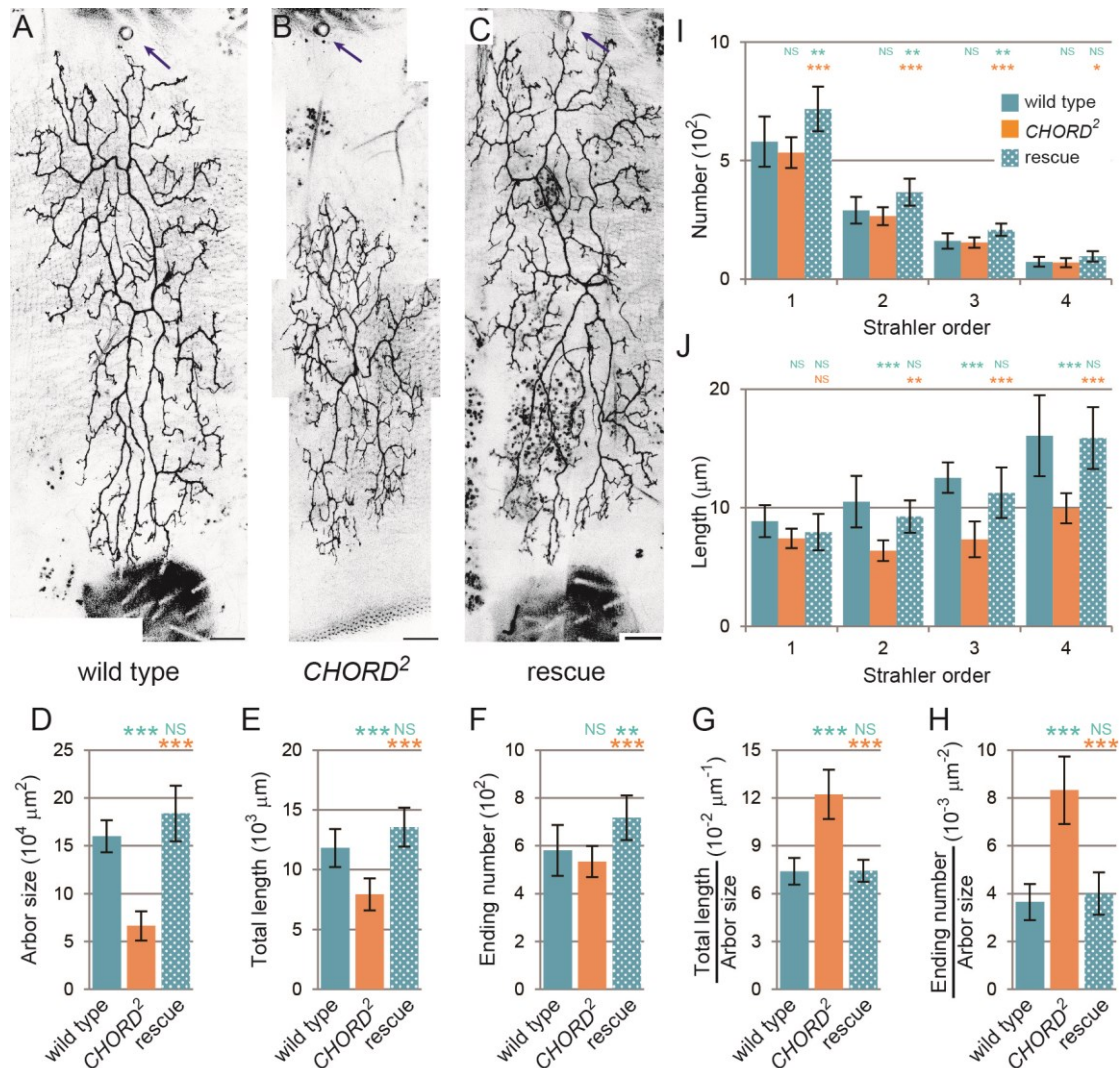 A
B
C
wild type
CHORD²
rescue
D
*** NS
***
Arbor size (10⁴ μm²)
25
20
15
10
5
0
wild type
CHORD²
rescue
E
*** NS
***
Total length (10³ μm)
20
15
10
5
0
wild type
CHORD²
rescue
F
NS **
***
Ending number (10²)
10
8
6
4
2
0
wild type
CHORD²
rescue
G
*** NS
***
Total length
Arbor size
(10⁻² μm⁻¹)
15
12
9
6
3
0
wild type
CHORD²
rescue
H
*** NS
***
Ending number
Arbor size
(10⁻³ μm⁻²)
10
8
6
4
2
0
wild type
CHORD²
rescue
I
NS ** NS ** NS ** NS NS
*** *** *** *
wild type
CHORD²
rescue
Number (10²)
10
5
0
1 2 3 4
Strahler order
J
NS NS *** NS *** NS *** NS
NS ** *** ***
Length (μm)
20
10
0
1 2 3 4
Strahler order